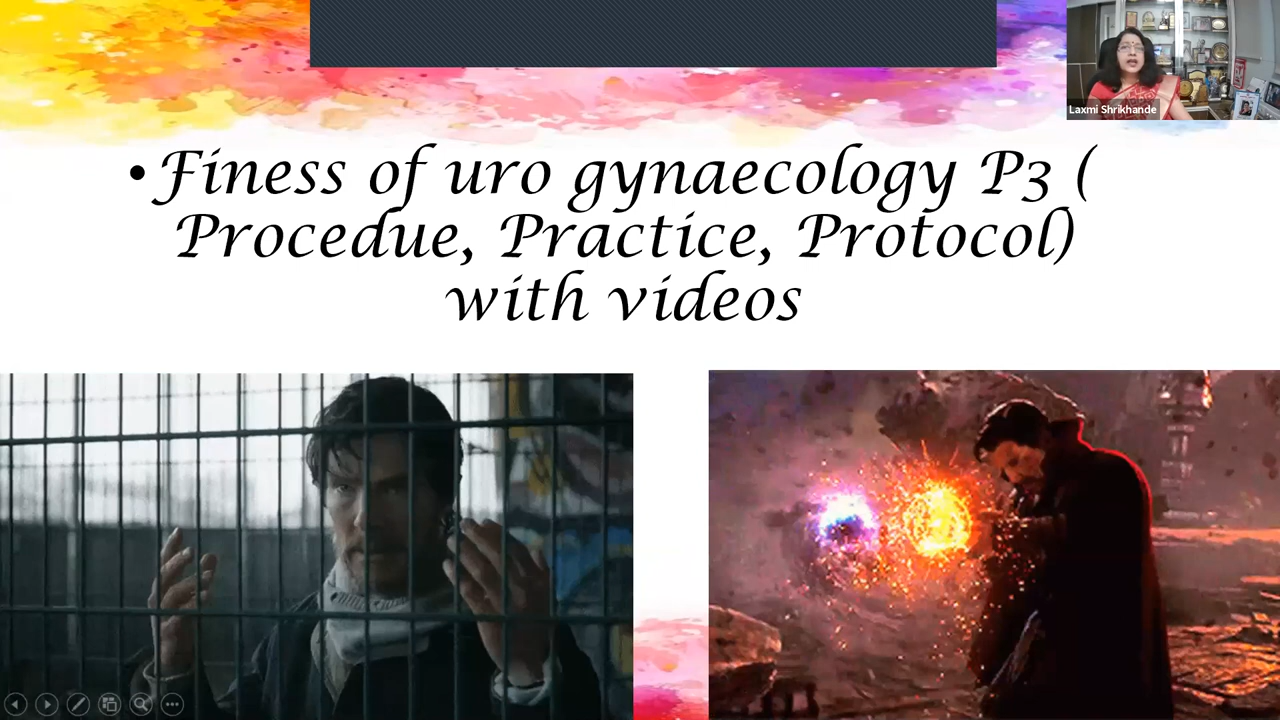 Laxmi Shrikhande
• Finess of uro gynaecology P3 (
Procedue, Practice, Protocol)
with videos